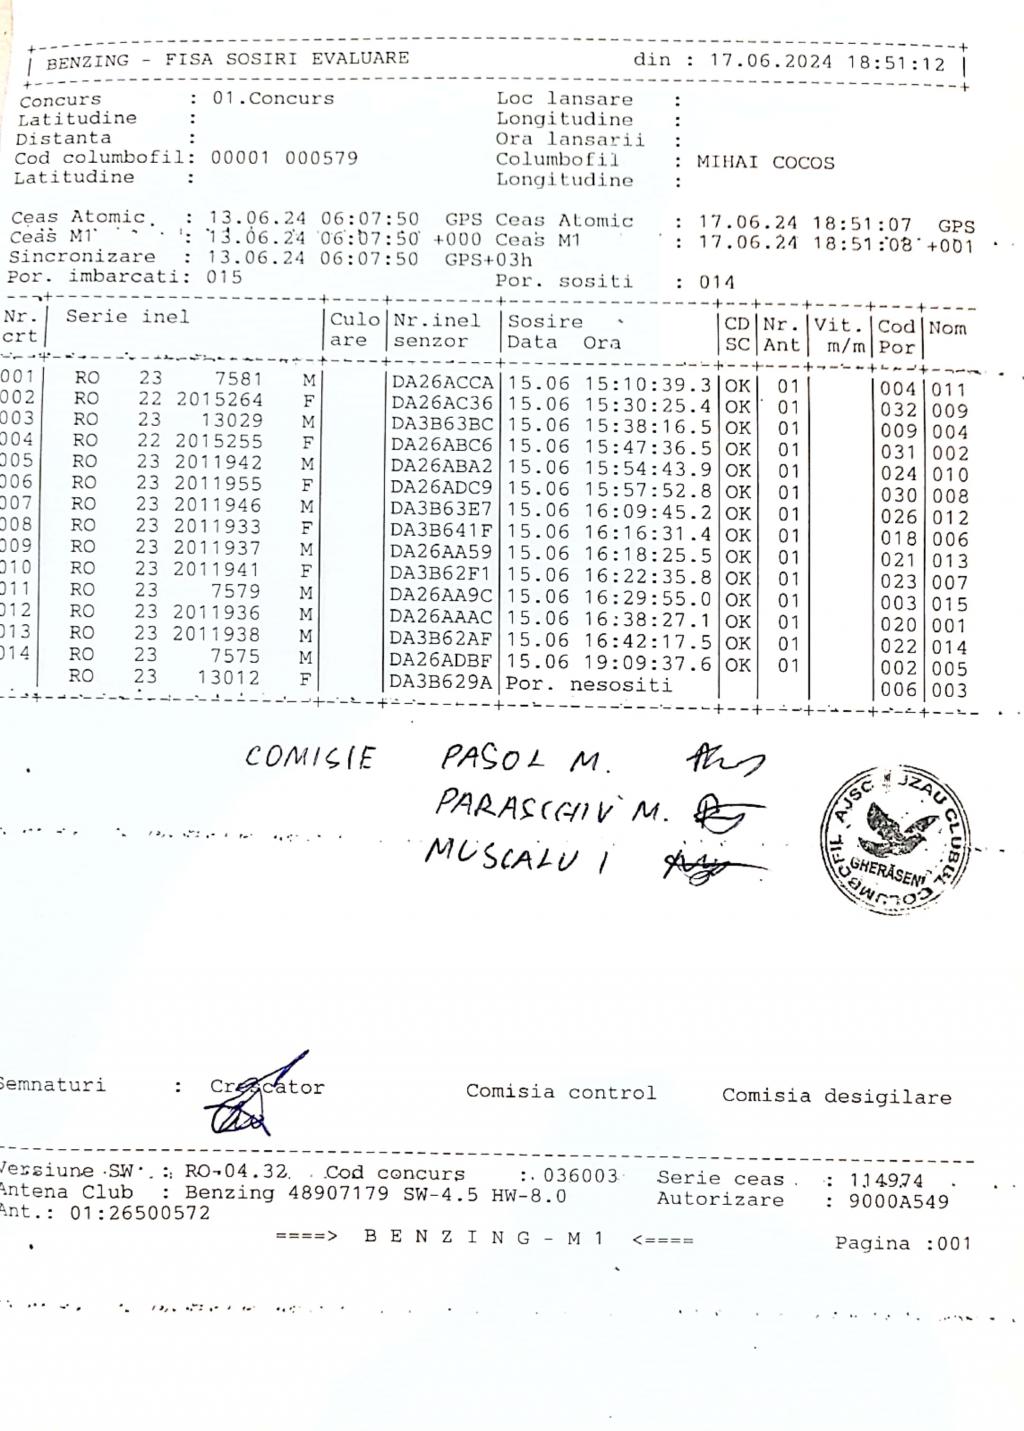 BENZING - FISA SOSIRI EVALUARE din : 17.06.2024 18:51:12
Concurs : 01.Concurs Loc lansare :
Latitudine : Longitudine :
Distanta : Ora lansarii :
Cod columbofil: 00001 000579 Columbofil : MIHAI COCOS
Latitudine : Longitudine :
Ceas Atomic : 13.06.24 06:07:50 GPS Ceas Atomic : 17.06.24 18:51:07 GPS
Ceas M1 : 13.06.24 06:07:50 +000 Ceas M1 : 17.06.24 18:51:08 +001
Sincronizare : 13.06.24 06:07:50 GPS+03h
Por. imbarcati: 015 Por. sositi : 014
Nr. Serie inel Culo Nr.inel Sosire CD Nr. Vit. Cod Nom
crt are senzor Data Ora SC Ant m/m Por
001 RO 23 7581 M DA26ACCA 15.06 15:10:39.3 OK 01 004 011
002 RO 22 2015264 F DA26AC36 15.06 15:30:25.4 OK 01 032 009
003 RO 23 13029 M DA3B63BC 15.06 15:38:16.5 OK 01 009 004
004 RO 22 2015255 F DA26ABC6 15.06 15:47:36.5 OK 01 031 002
005 RO 23 2011942 M DA26ABA2 15.06 15:54:43.9 OK 01 024 010
006 RO 23 2011955 F DA26ADC9 15.06 15:57:52.8 OK 01 030 008
007 RO 23 2011946 M DA3B63E7 15.06 16:09:45.2 OK 01 026 012
008 RO 23 2011933 F DA3B641F 15.06 16:16:31.4 OK 01 018 006
009 RO 23 2011937 M DA26AA59 15.06 16:18:25.5 OK 01 021 013
010 RO 23 2011941 F DA3B62F1 15.06 16:22:35.8 OK 01 023 007
011 RO 23 7579 M DA26AA9C 15.06 16:29:55.0 OK 01 003 015
012 RO 23 2011936 M DA26AAAC 15.06 16:38:27.1 OK 01 020 001
013 RO 23 2011938 M DA3B62AF 15.06 16:42:17.5 OK 01 022 014
014 RO 23 7575 M DA26ADBF 15.06 19:09:37.6 OK 01 002 005
RO 23 13012 F DA3B629A Por. nesositi 006 003
COMISIE PASOL M.
PARASCHIV M.
MUSCALU I
AJSC UZAU CLUBUL COLUMBOFIL
GHERĂSENI
Semnaturi : Crescator Comisia control Comisia desigilare
Versiune SW : RO-04.32 Cod concurs : 036003 Serie ceas : 114974
Antena Club : Benzing 48907179 SW-4.5 HW-8.0 Autorizare : 9000A549
Ant.: 01:26500572
====> B E N Z I N G - M 1 <==== Pagina :001